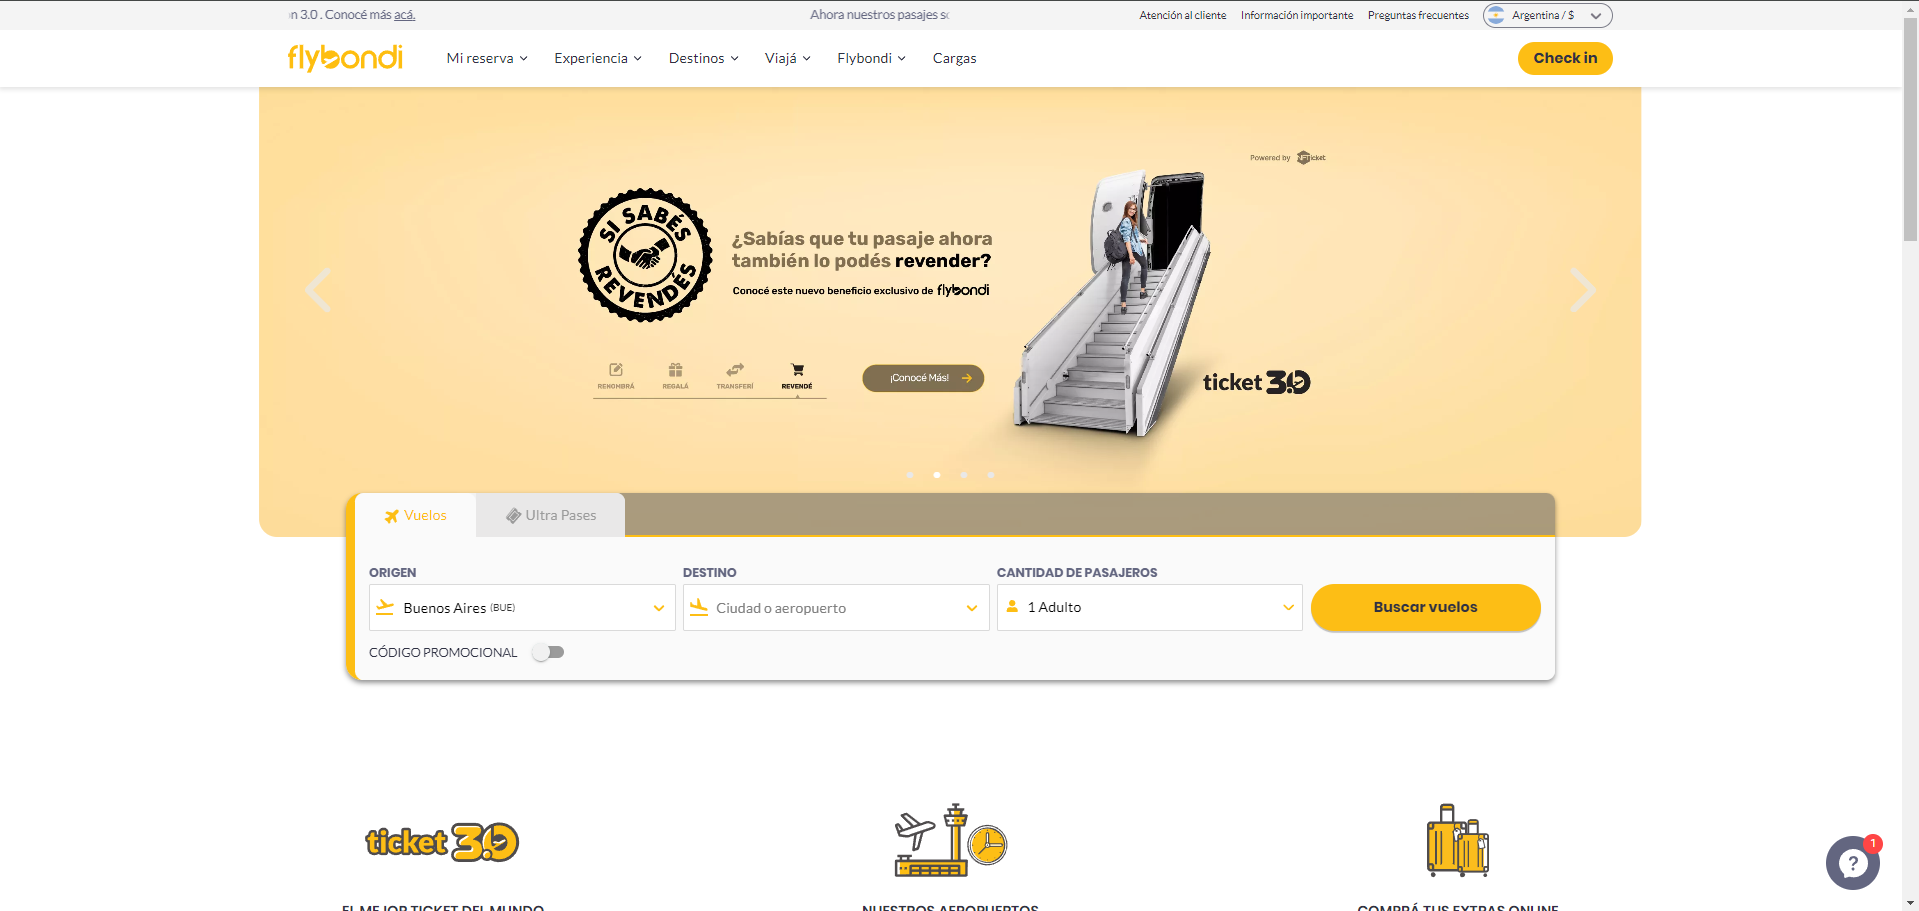 n 3.0 . Conocé más acá.
Ahora nuestros pasajes s
Atención al cliente
Información importante
Preguntas frecuentes
Argentina / $
flybondi
Mi reserva
Experiencia
Destinos
Viajá
Flybondi
Cargas
Check in
Powered by NFTicket
SI SABÉS
REVENDÉS
¿Sabías que tu pasaje ahora
también lo podés revender?
Conocé este nuevo beneficio exclusivo de flybondi
RENOMBRÁ
REGALÁ
TRANSFERÍ
REVENDÉ
¡Conocé Más!
ticket 3.0
Vuelos
Ultra Pases
ORIGEN
DESTINO
CANTIDAD DE PASAJEROS
Buenos Aires (BUE)
Ciudad o aeropuerto
1 Adulto
Buscar vuelos
CÓDIGO PROMOCIONAL
ticket 3.0
1
?
EL MEJOR TICKET DEL MUNDO
NUESTROS AEROPUERTOS
COMPRÁ TUS EXTRAS ONLINE